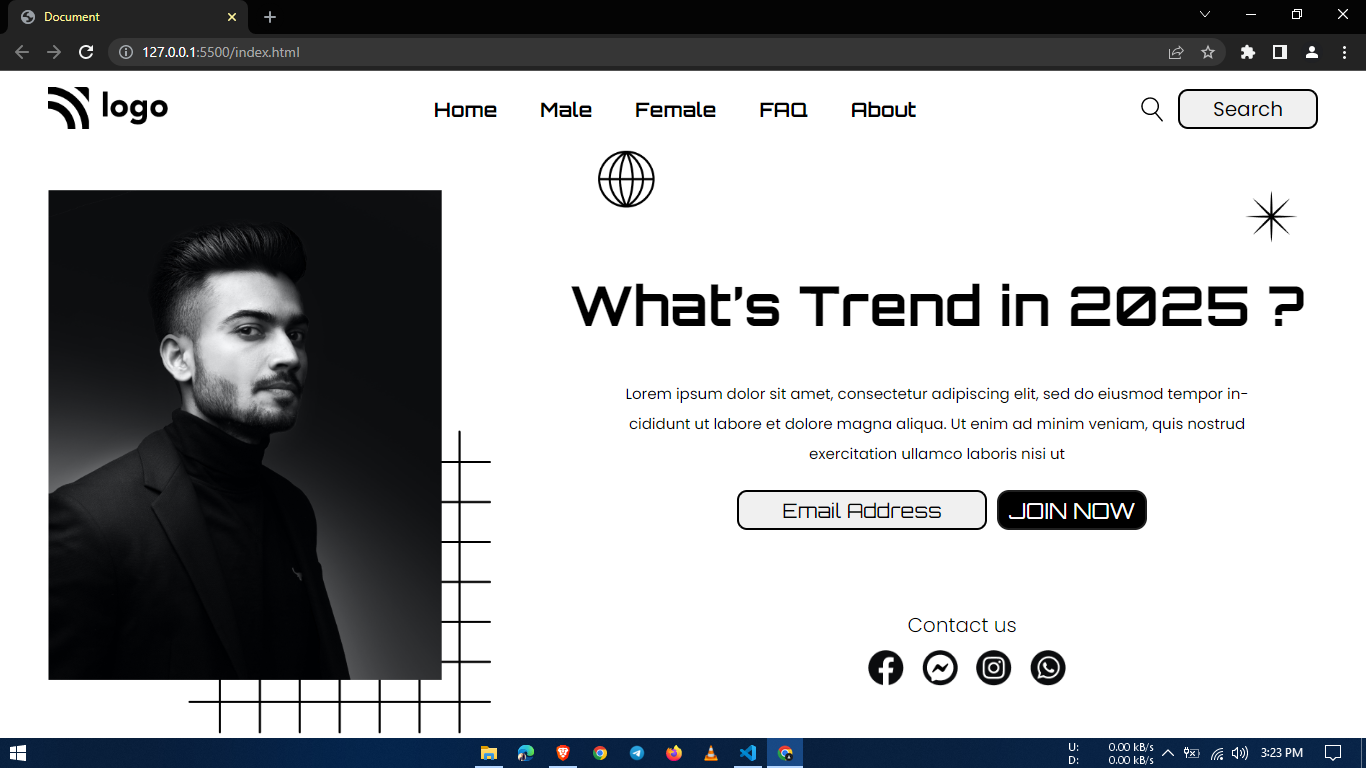 Document
127.0.0.1:5500/index.html
logo
Home Male Female FAQ About
Search
What's Trend in 2025 ?
Lorem ipsum dolor sit amet, consectetur adipiscing elit, sed do eiusmod tempor in-
cididunt ut labore et dolore magna aliqua. Ut enim ad minim veniam, quis nostrud
exercitation ullamco laboris nisi ut
Email Address JOIN NOW
Contact us
U: 0.00 kB/s
D: 0.00 kB/s
3:23 PM